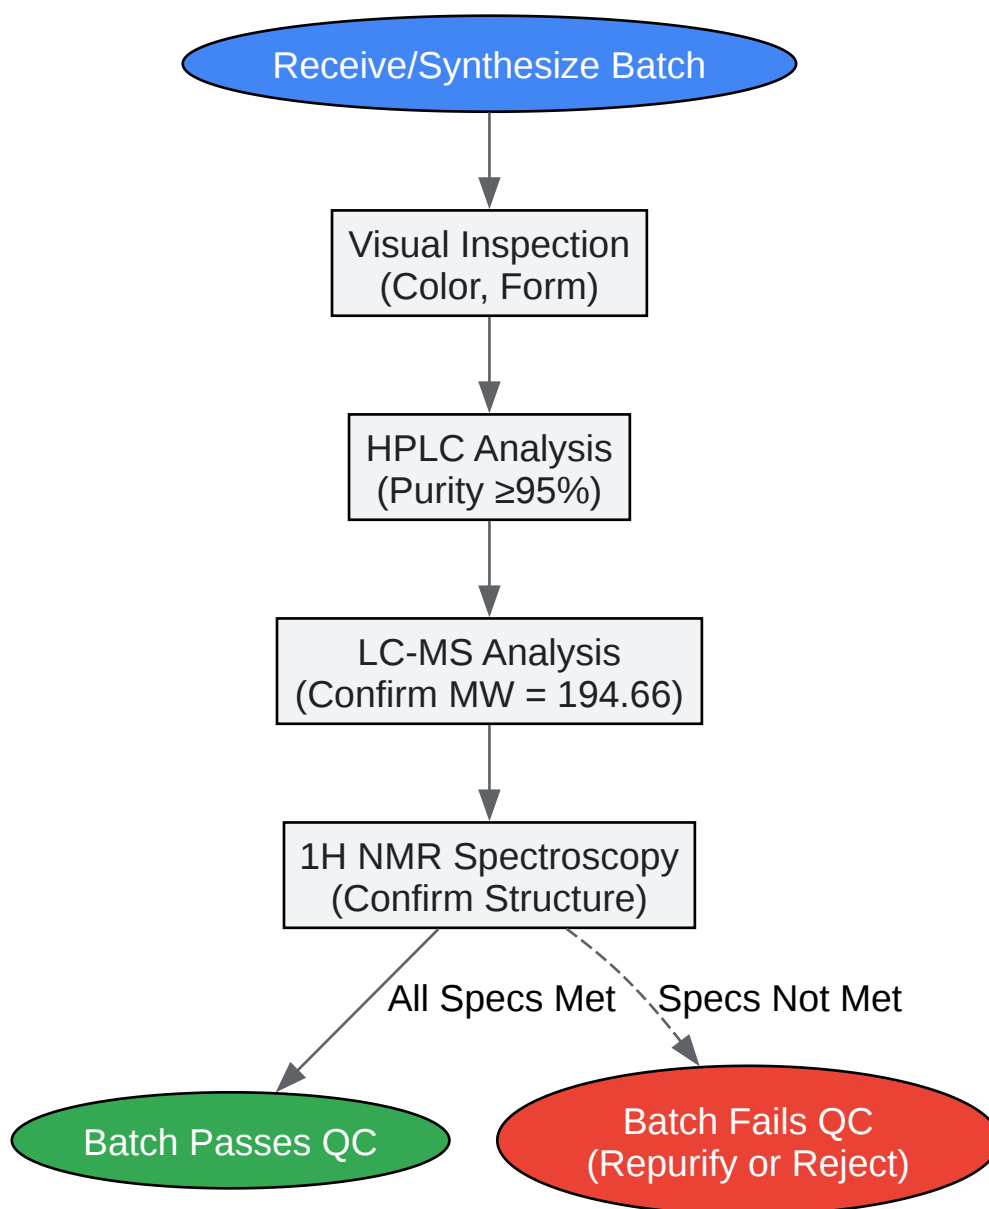 Receive/Synthesize Batch
Visual Inspection
(Color, Form)
HPLC Analysis
(Purity ≥95%)
LC-MS Analysis
(Confirm MW = 194.66)
1H NMR Spectroscopy
(Confirm Structure)
All Specs Met
Specs Not Met
Batch Passes QC
Batch Fails QC
(Repurify or Reject)